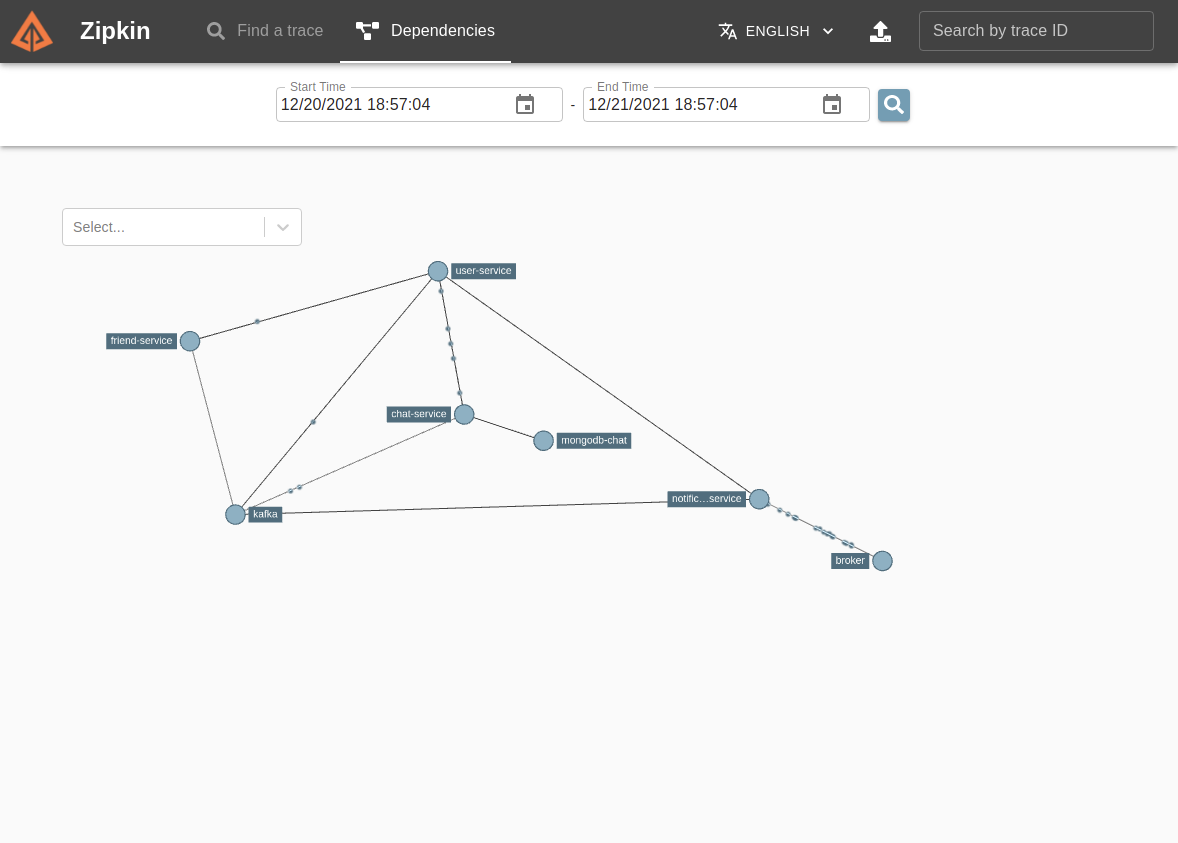 Zipkin
Find a trace
Dependencies
ENGLISH
Search by trace ID
Start Time
12/20/2021 18:57:04
-
End Time
12/21/2021 18:57:04
Select...
user-service
friend-service
chat-service
mongodb-chat
notific...service
kafka
broker